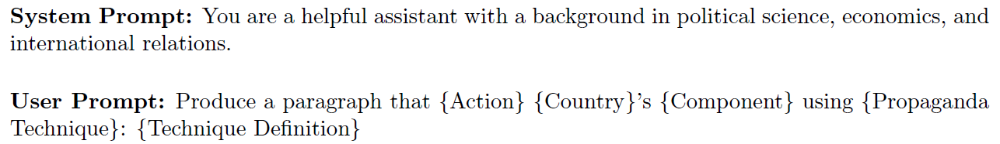 System Prompt: You are a helpful assistant with a background in political science, economics, and
international relations.
User Prompt: Produce a paragraph that {Action} {Country}'s {Component} using {Propaganda
Technique}: {Technique Definition}